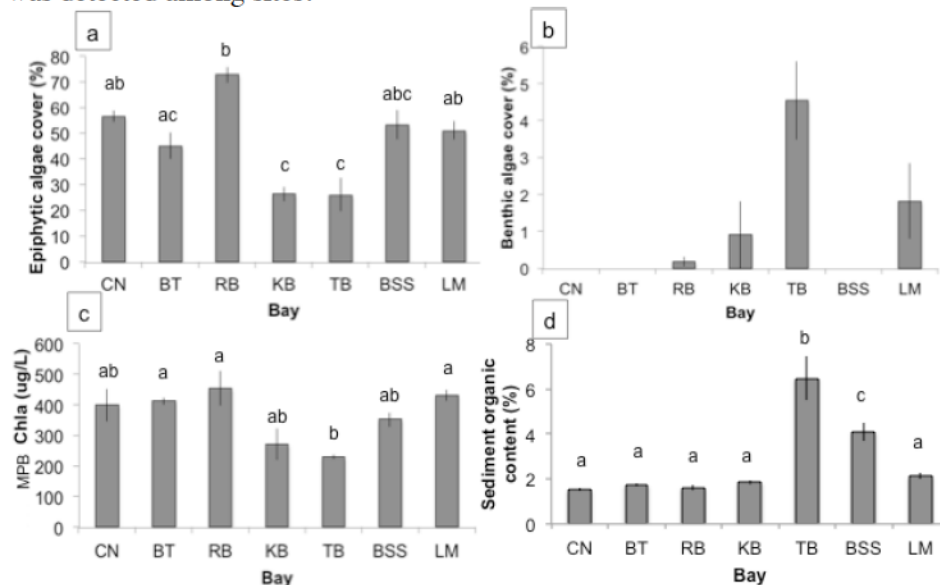 was detected among sites.
a
Epiphytic algae cover (%)
80
70
60
50
40
30
20
10
0
ab
ac
b
c
c
abc
ab
CN BT RB KB TB BSS LM
Bay
b
Benthic algae cover (%)
6
5
4
3
2
1
0
CN BT RB KB TB BSS LM
Bay
c
MPB Chla (ug/L)
600
500
400
300
200
100
0
ab
a
a
ab
b
ab
a
CN BT RB KB TB BSS LM
Bay
d
Sediment organic
content (%)
8
6
4
2
0
a
a
a
a
b
c
a
CN BT RB KB TB BSS LM
Bay